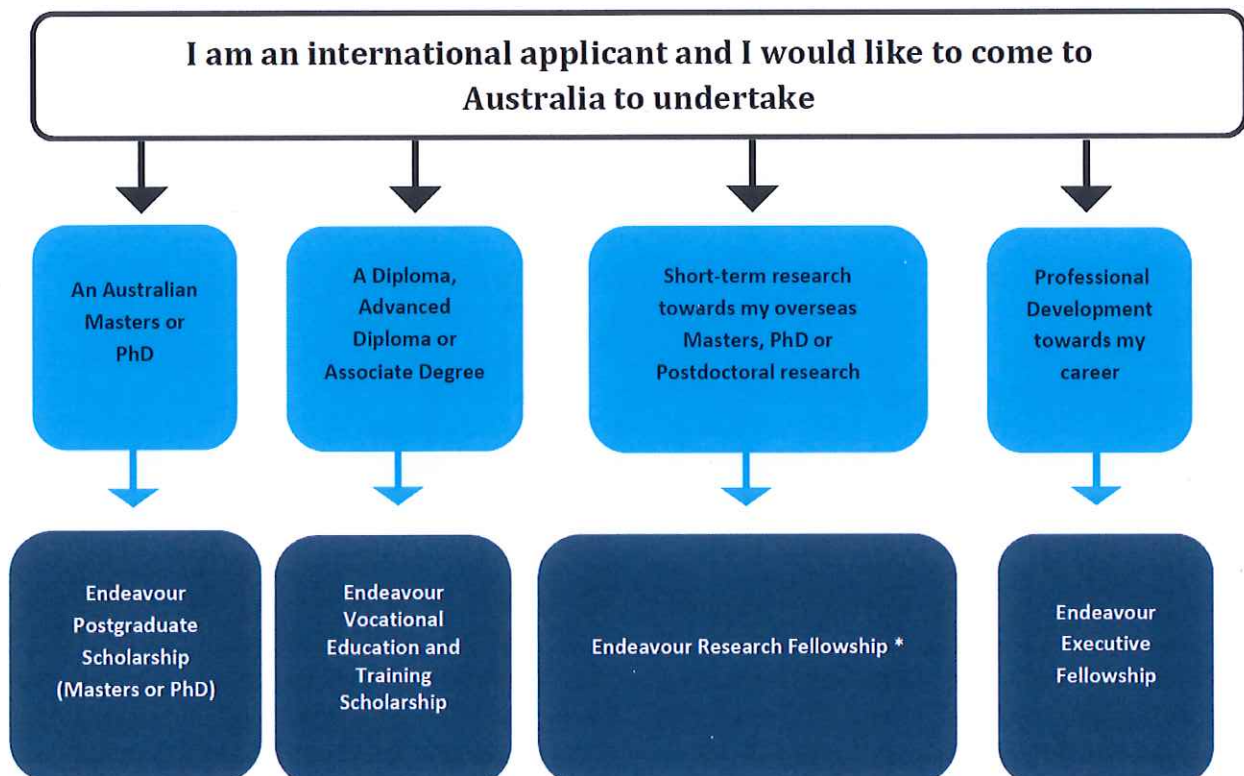 I am an international applicant and I would like to come to
Australia to undertake
An Australian
Masters or
PhD
A Diploma,
Advanced
Diploma or
Associate Degree
Short-term research
towards my overseas
Masters, PhD or
Postdoctoral research
Professional
Development
towards my
career
Endeavour
Postgraduate
Scholarship
(Masters or PhD)
Endeavour
Vocational
Education and
Training
Scholarship
Endeavour Research Fellowship *
Endeavour
Executive
Fellowship